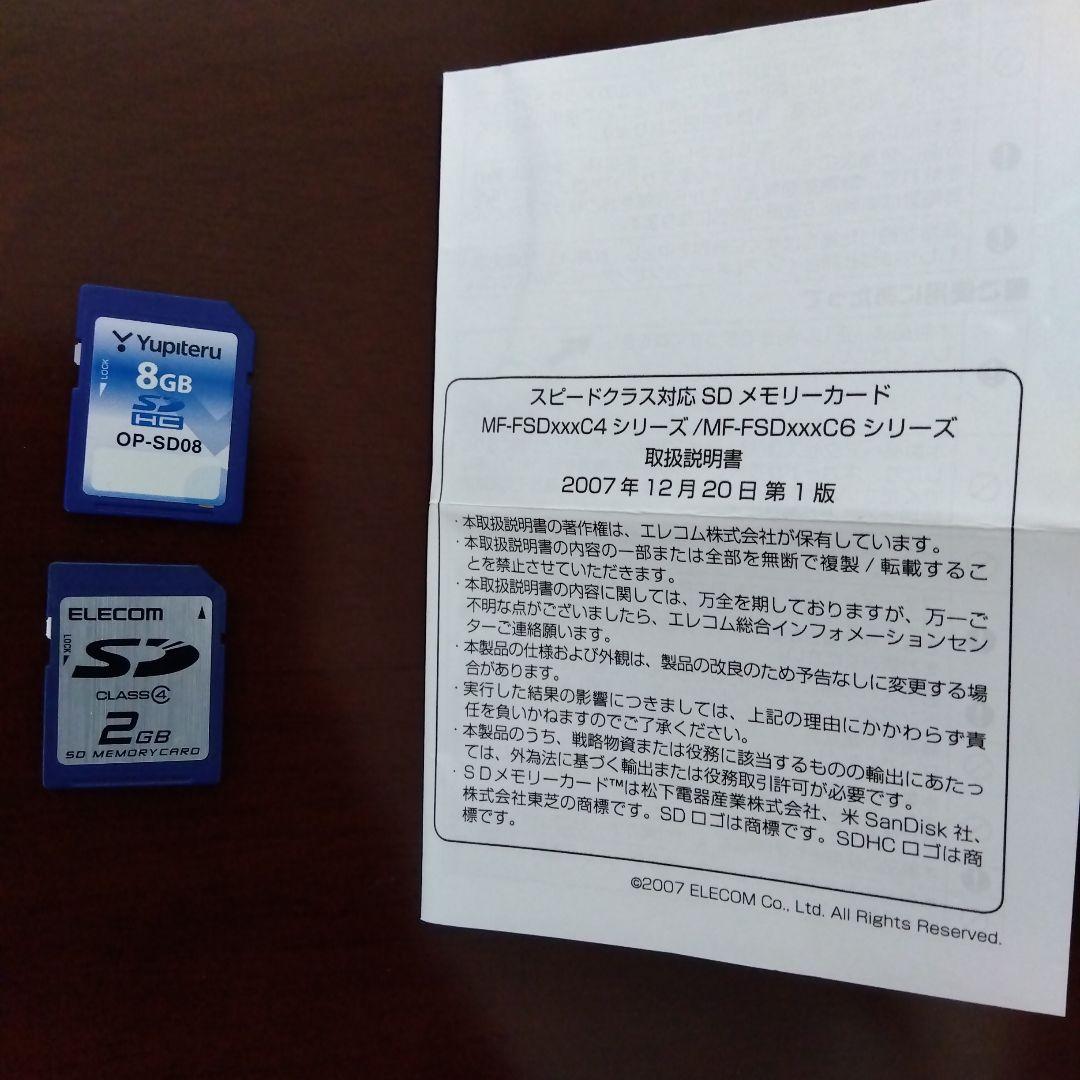 Yupiteru
LOCK
8GB
SD
HC
OP-SD08
ELECOM
LOCK
SD
CLASS④
2GB
SD MEMORY CARD
スピードクラス対応 SD メモリーカード
MF-FSDxxxC4 シリーズ /MF-FSDxxxC6 シリーズ
取扱説明書
2007 年 12 月 20 日 第 1 版
・本取扱説明書の著作権は、エレコム株式会社が保有しています。
・本取扱説明書の内容の一部または全部を無断で複製 / 転載するこ
とを禁止させていただきます。
・本取扱説明書の内容に関しては、万全を期しておりますが、万一ご
不明な点がございましたら、エレコム総合インフォメーションセン
ターご連絡願います。
・本製品の仕様および外観は、製品の改良のため予告なしに変更する場
合があります。
・実行した結果の影響につきましては、上記の理由にかかわらず責
任を負いかねますのでご了承ください。
・本製品のうち、戦略物資または役務に該当するものの輸出にあたっ
ては、外為法に基づく輸出または役務取引許可が必要です。
・SDメモリーカード™は松下電器産業株式会社、米 SanDisk 社、
株式会社東芝の商標です。SD ロゴは商標です。SDHC ロゴは商
標です。
©2007 ELECOM Co., Ltd. All Rights Reserved.